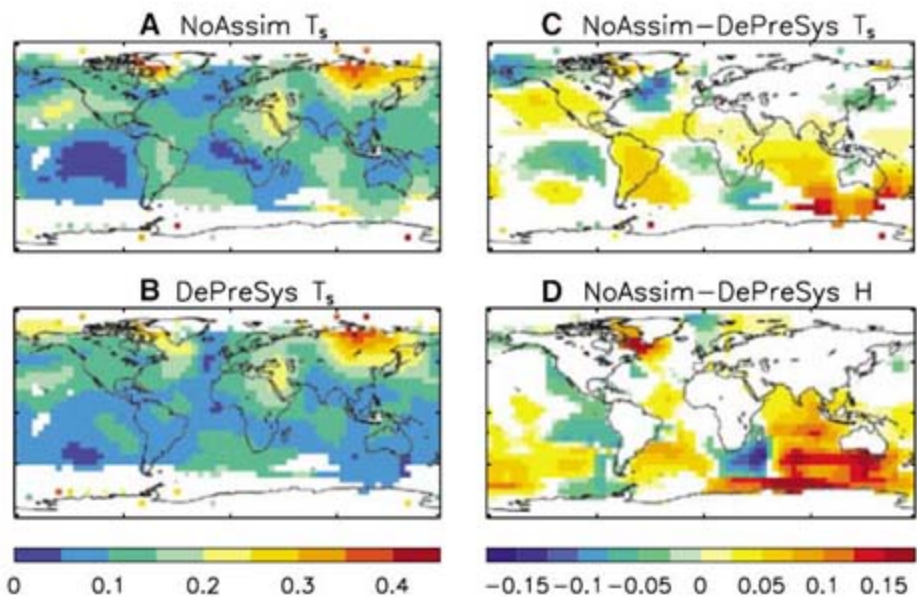 A NoAssim Ts
C NoAssim-DePreSys Ts
B DePreSys Ts
D NoAssim-DePreSys H
0 0.1 0.2 0.3 0.4
-0.15 -0.1 -0.05 0 0.05 0.1 0.15